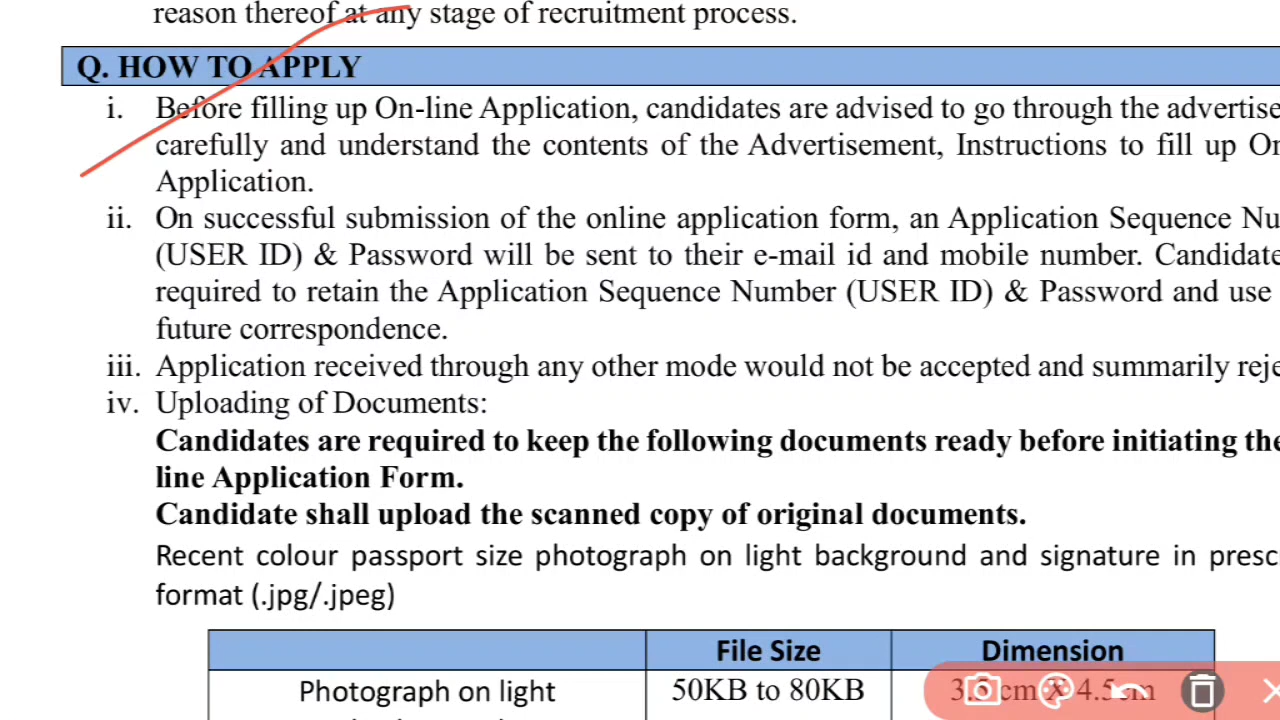 reason thereof at any stage of recruitment process.
Q. HOW TO APPLY
i. Before filling up On-line Application, candidates are advised to go through the advertise
carefully and understand the contents of the Advertisement, Instructions to fill up On
Application.
ii. On successful submission of the online application form, an Application Sequence Nu
(USER ID) & Password will be sent to their e-mail id and mobile number. Candidate
required to retain the Application Sequence Number (USER ID) & Password and use
future correspondence.
iii. Application received through any other mode would not be accepted and summarily reje
iv. Uploading of Documents:
Candidates are required to keep the following documents ready before initiating the
line Application Form.
Candidate shall upload the scanned copy of original documents.
Recent colour passport size photograph on light background and signature in presc
format (.jpg/.jpeg)
File Size Dimension
Photograph on light 50KB to 80KB 3.5 cm X 4.5 cm